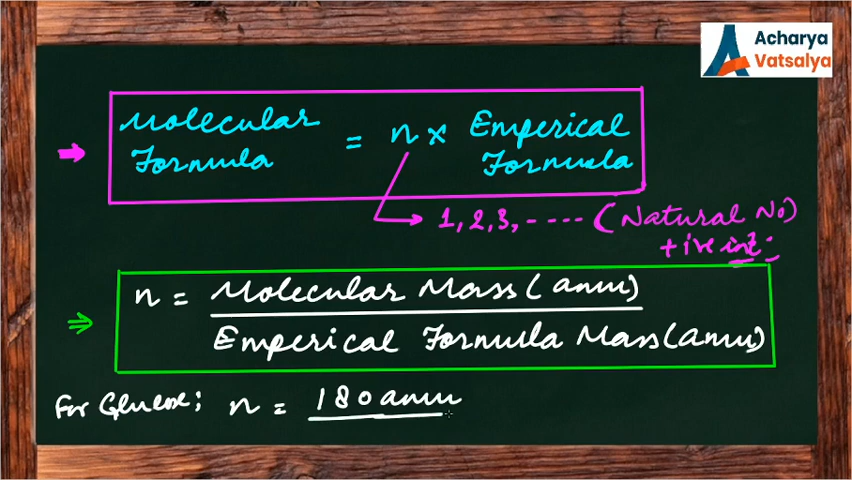 Acharya
Vatsalya
Molecular Formula = n × Emperical Formula
1, 2, 3, ---- (Natural No)
+ive int:
n = Molecular Mass (amu)
Emperical Formula Mass (amu)
For Glucose; n = 180 amu